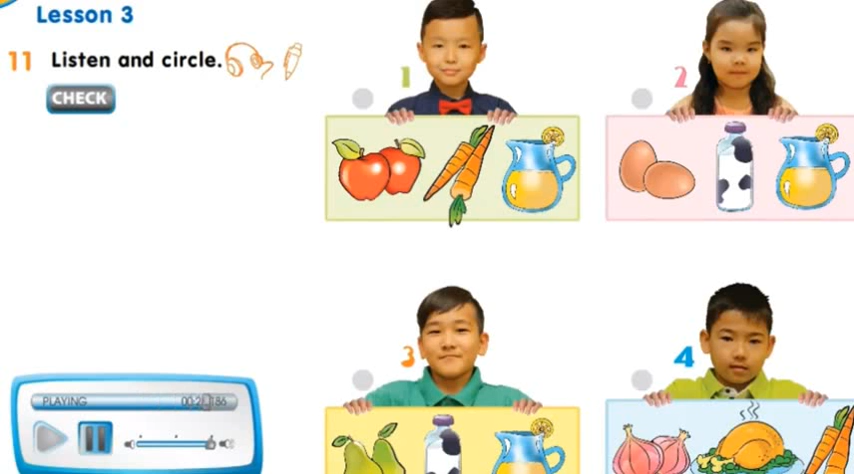 Lesson 3
11 Listen and circle.
CHECK
1
2
3
4
PLAYING